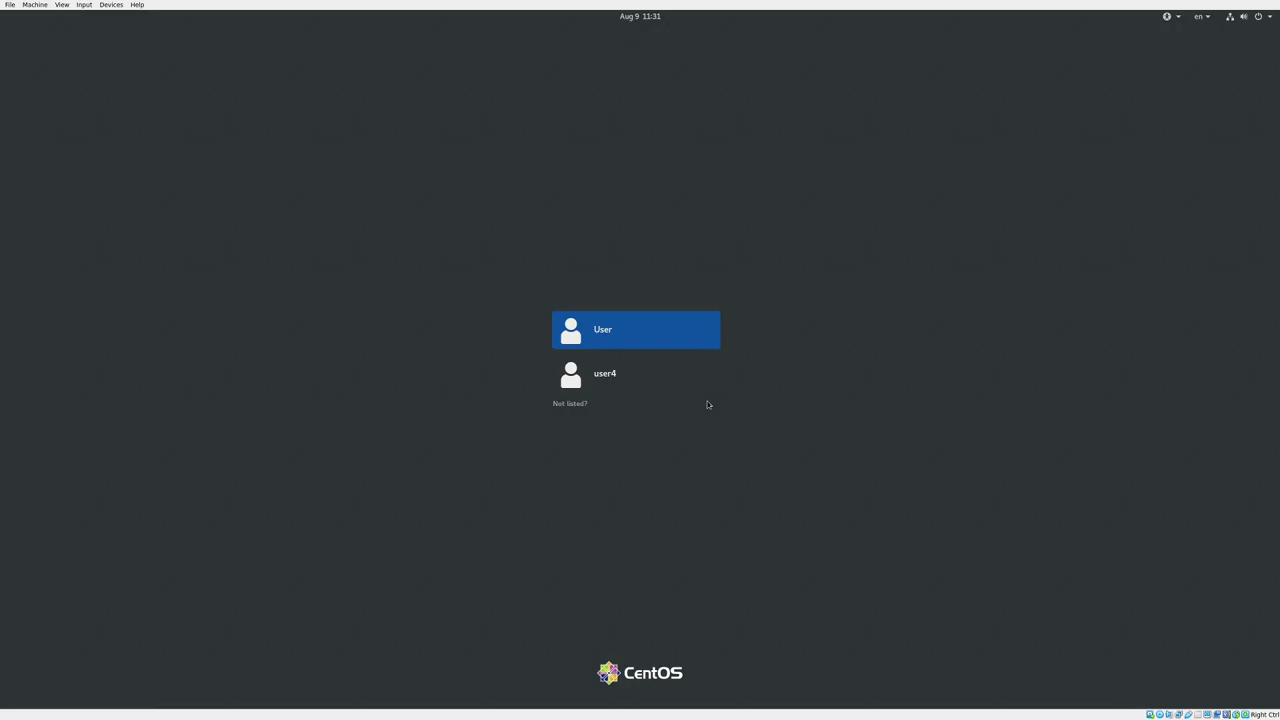 File Machine View Input Devices Help
Aug 9 11:31
en
User
user4
Not listed?
CentOS
Right Ctrl